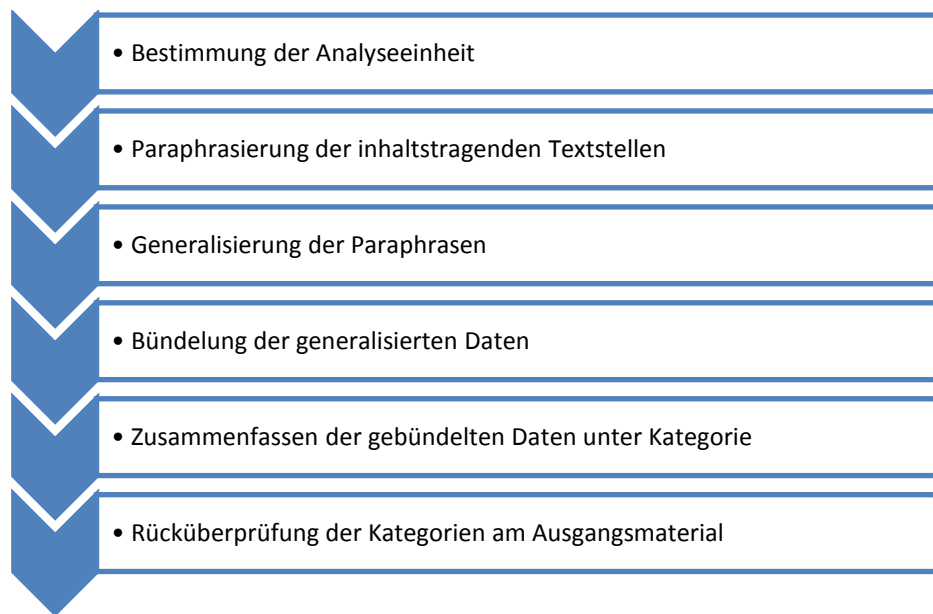 • Bestimmung der Analyseeinheit
• Paraphrasierung der inhaltstragenden Textstellen
• Generalisierung der Paraphrasen
• Bündelung der generalisierten Daten
• Zusammenfassen der gebündelten Daten unter Kategorie
• Rücküberprüfung der Kategorien am Ausgangsmaterial